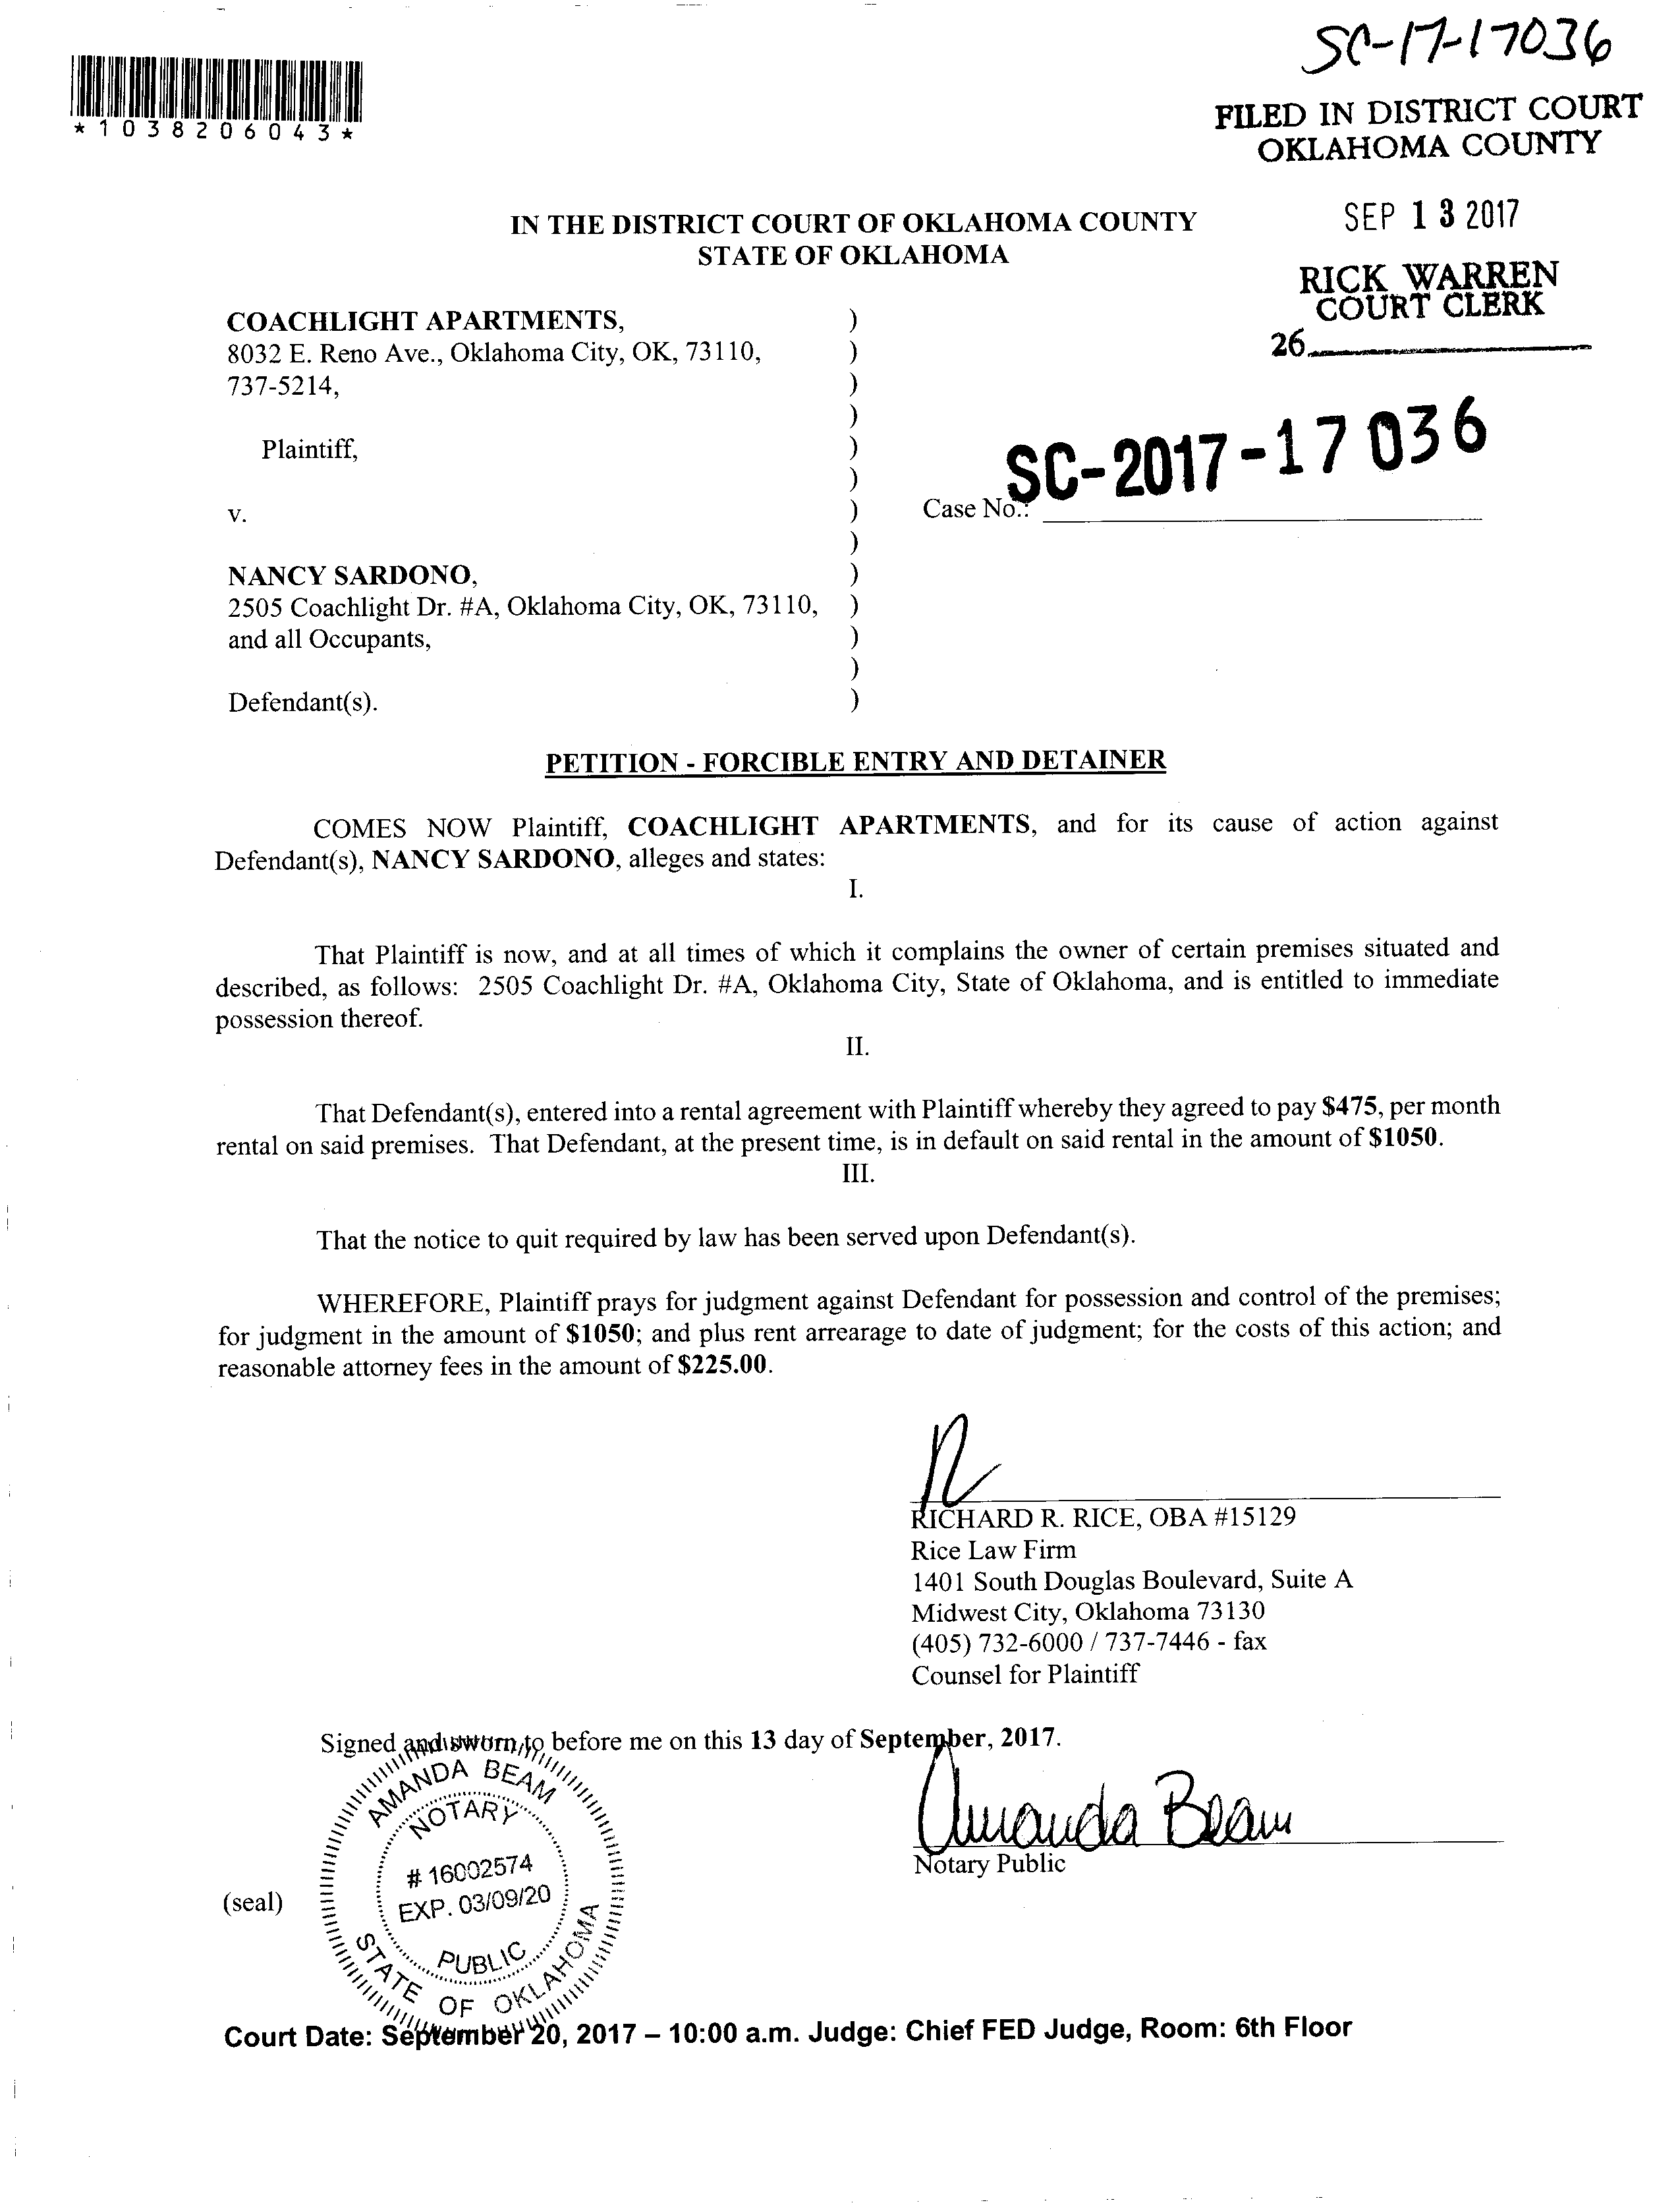 SC-17-17036
*1038206043*
FILED IN DISTRICT COURT
OKLAHOMA COUNTY
SEP 13 2017
RICK WARREN
COURT CLERK
26
IN THE DISTRICT COURT OF OKLAHOMA COUNTY
STATE OF OKLAHOMA
COACHLIGHT APARTMENTS, )
8032 E. Reno Ave., Oklahoma City, OK, 73110, )
737-5214, )
)
Plaintiff, )
)
v. )
)
NANCY SARDONO, )
2505 Coachlight Dr. #A, Oklahoma City, OK, 73110, )
and all Occupants, )
)
Defendant(s). )
Case No.: SC-2017-17036
PETITION - FORCIBLE ENTRY AND DETAINER
COMES NOW Plaintiff, COACHLIGHT APARTMENTS, and for its cause of action against
Defendant(s), NANCY SARDONO, alleges and states:
I.
That Plaintiff is now, and at all times of which it complains the owner of certain premises situated and
described, as follows: 2505 Coachlight Dr. #A, Oklahoma City, State of Oklahoma, and is entitled to immediate
possession thereof.
II.
That Defendant(s), entered into a rental agreement with Plaintiff whereby they agreed to pay $475, per month
rental on said premises. That Defendant, at the present time, is in default on said rental in the amount of $1050.
III.
That the notice to quit required by law has been served upon Defendant(s).
WHEREFORE, Plaintiff prays for judgment against Defendant for possession and control of the premises;
for judgment in the amount of $1050; and plus rent arrearage to date of judgment; for the costs of this action; and
reasonable attorney fees in the amount of $225.00.
RICHARD R. RICE, OBA #15129
Rice Law Firm
1401 South Douglas Boulevard, Suite A
Midwest City, Oklahoma 73130
(405) 732-6000 / 737-7446 - fax
Counsel for Plaintiff
Signed and sworn to before me on this 13 day of September, 2017.
Amanda Beam
Notary Public
(seal)
AMANDA BEAM
NOTARY
# 16002574
EXP. 03/09/20
PUBLIC
STATE OF OKLAHOMA
Court Date: September 20, 2017 – 10:00 a.m. Judge: Chief FED Judge, Room: 6th Floor